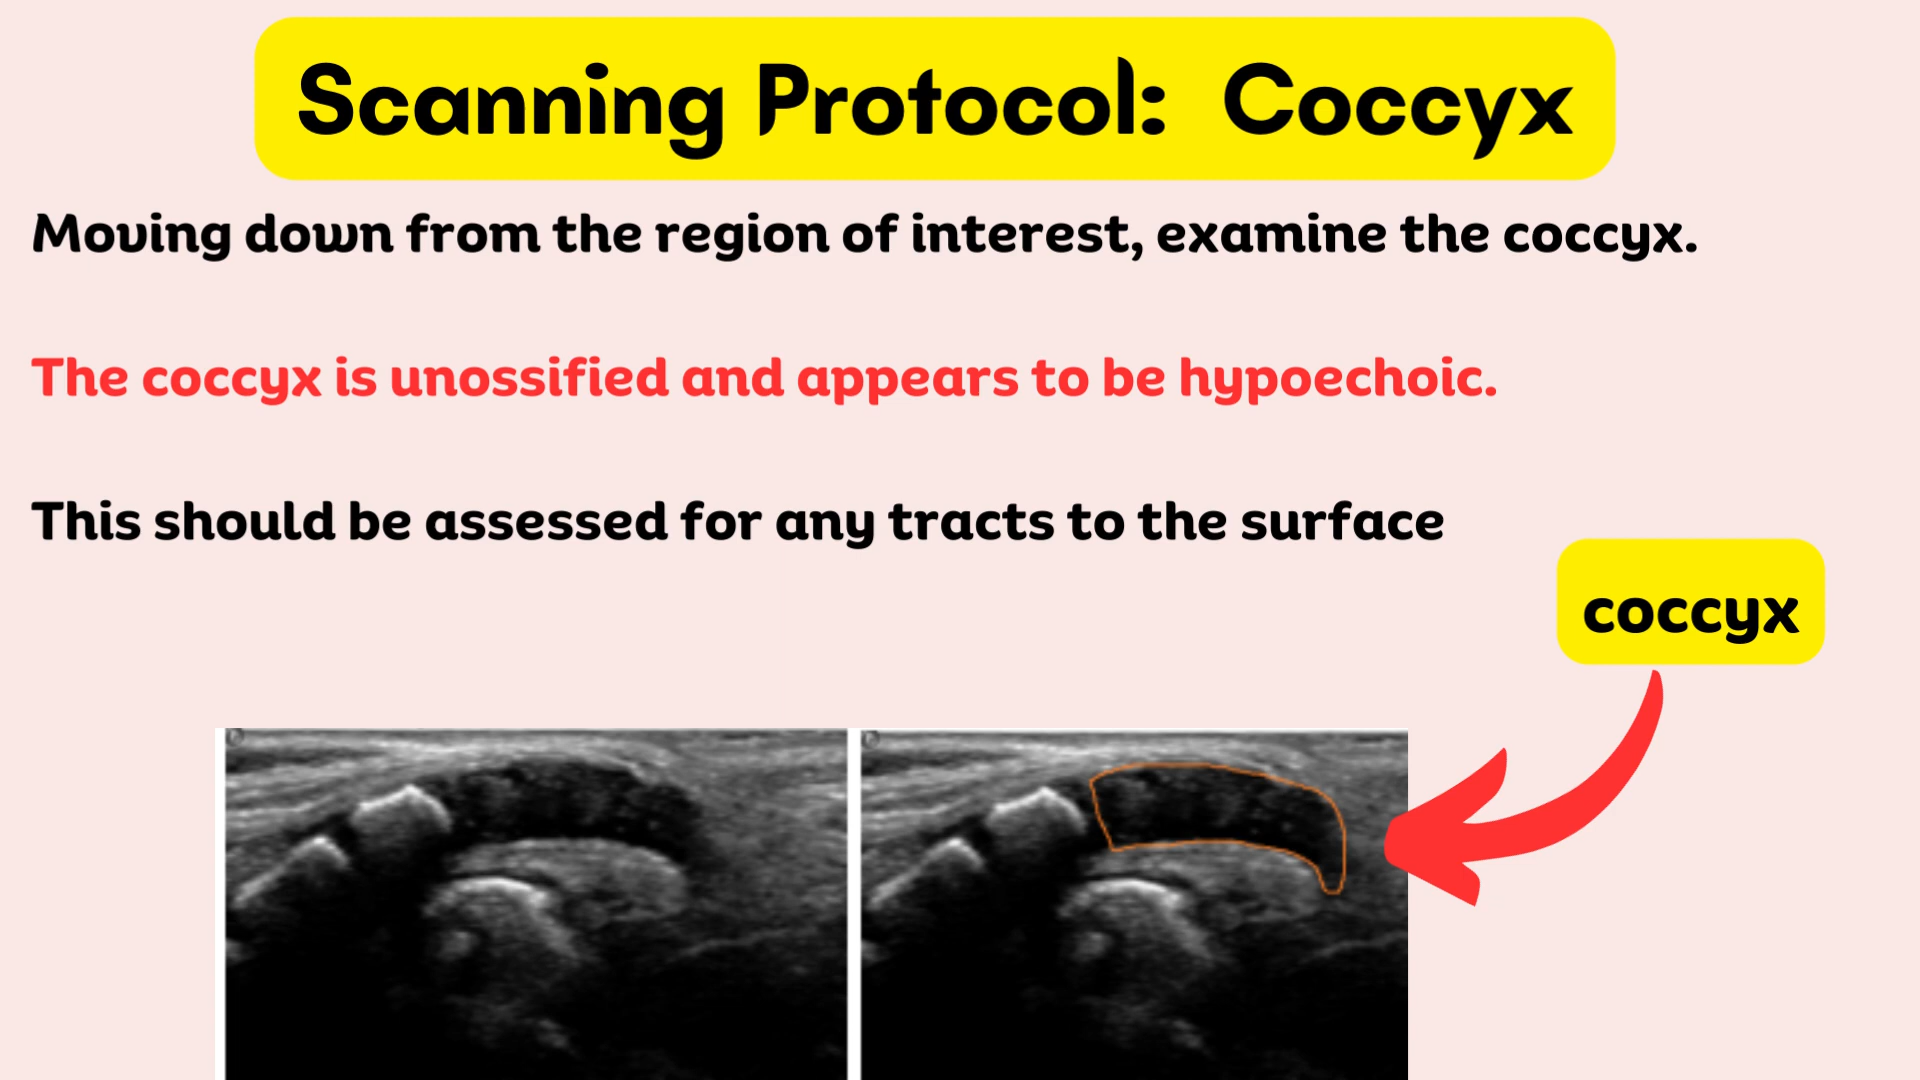 Scanning Protocol: Coccyx
Moving down from the region of interest, examine the coccyx.
The coccyx is unossified and appears to be hypoechoic.
This should be assessed for any tracts to the surface
coccyx